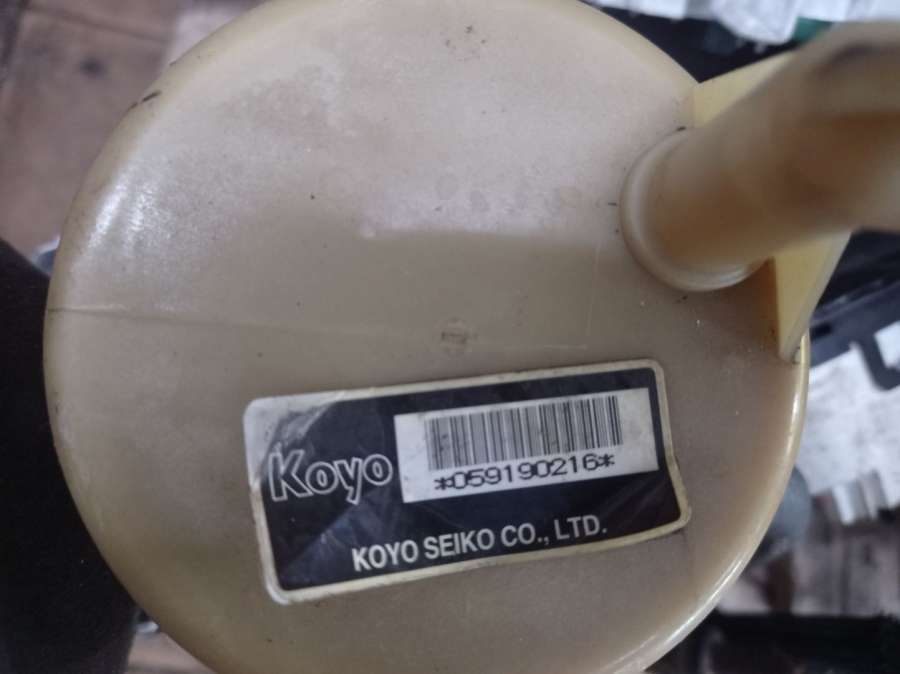 Koyo
*059190216*
KOYO SEIKO CO., LTD.